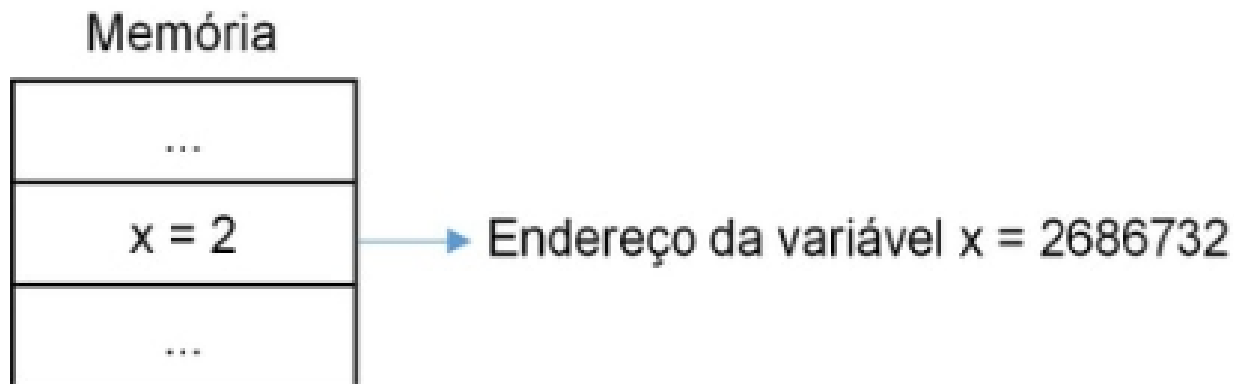 Memória
...
x = 2
Endereço da variável x = 2686732
...